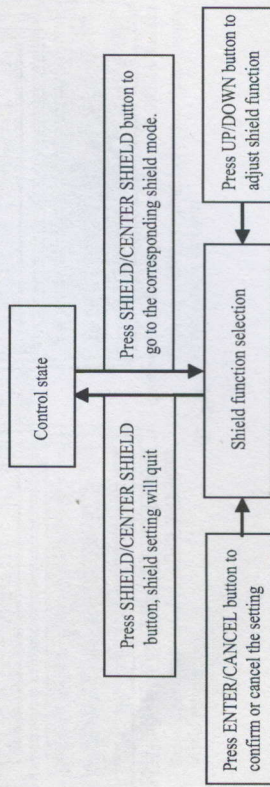 Control state
Press SHIELD/CENTER SHIELD
button, shield setting will quit
Press SHIELD/CENTER SHIELD button to
go to the corresponding shield mode.
Press ENTER/CANCEL button to
confirm or cancel the setting
Shield function selection
Press UP/DOWN button to
adjust shield function